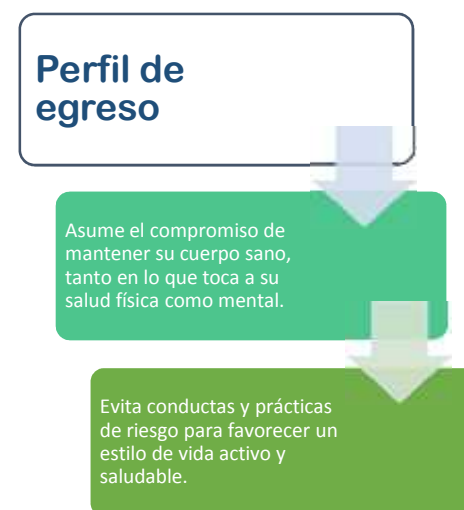 Perfil de
egreso
Asume el compromiso de
mantener su cuerpo sano,
tanto en lo que toca a su
salud física como mental.
Evita conductas y prácticas
de riesgo para favorecer un
estilo de vida activo y
saludable.